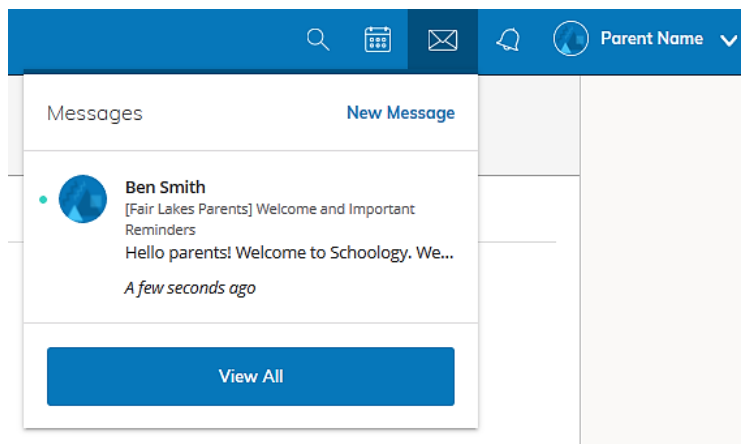 Parent Name
Messages
New Message
Ben Smith
[Fair Lakes Parents] Welcome and Important
Reminders
Hello parents! Welcome to Schoology. We...
A few seconds ago
View All